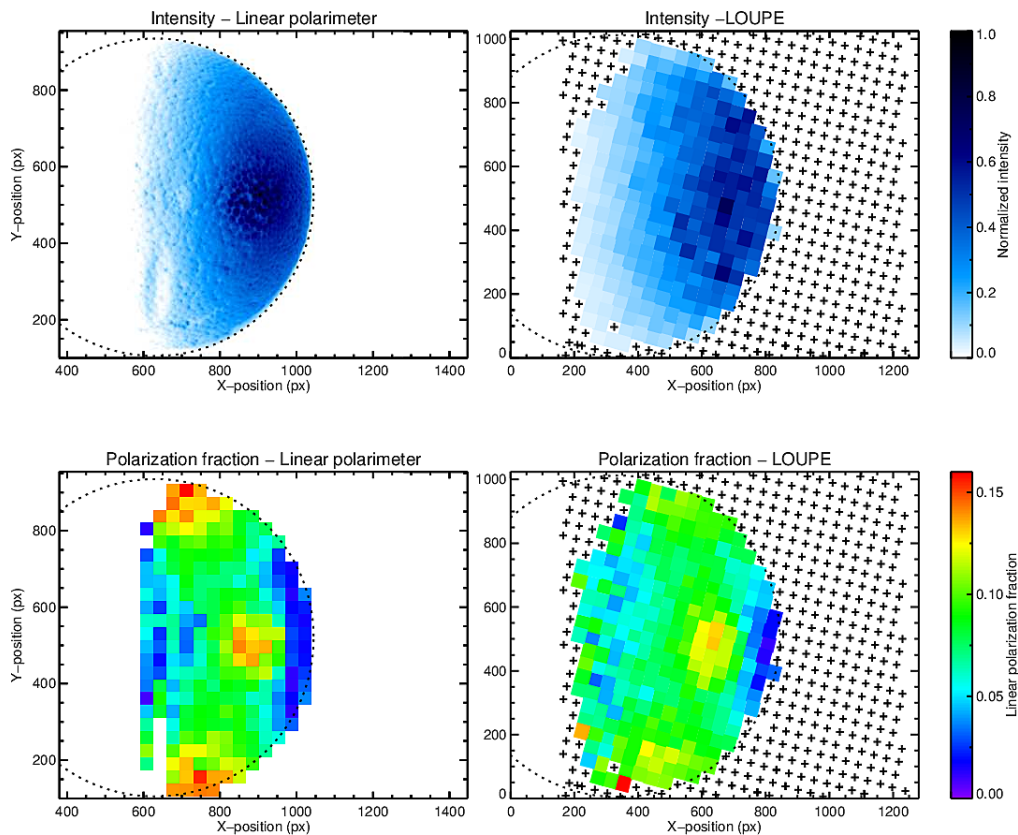 Intensity – Linear polarimeter
Intensity –LOUPE
800
600
400
200
Y–position (px)
400 600 800 1000 1200 1400
X–position (px)
1000
800
600
400
200
0
0 200 400 600 800 1000 1200
X–position (px)
1.0
0.8
0.6
0.4
0.2
0.0
Normalized intensity
Polarization fraction – Linear polarimeter
Polarization fraction – LOUPE
800
600
400
200
Y–position (px)
400 600 800 1000 1200 1400
X–position (px)
1000
800
600
400
200
0
0 200 400 600 800 1000 1200
X–position (px)
0.15
0.10
0.05
0.00
Linear polarization fraction